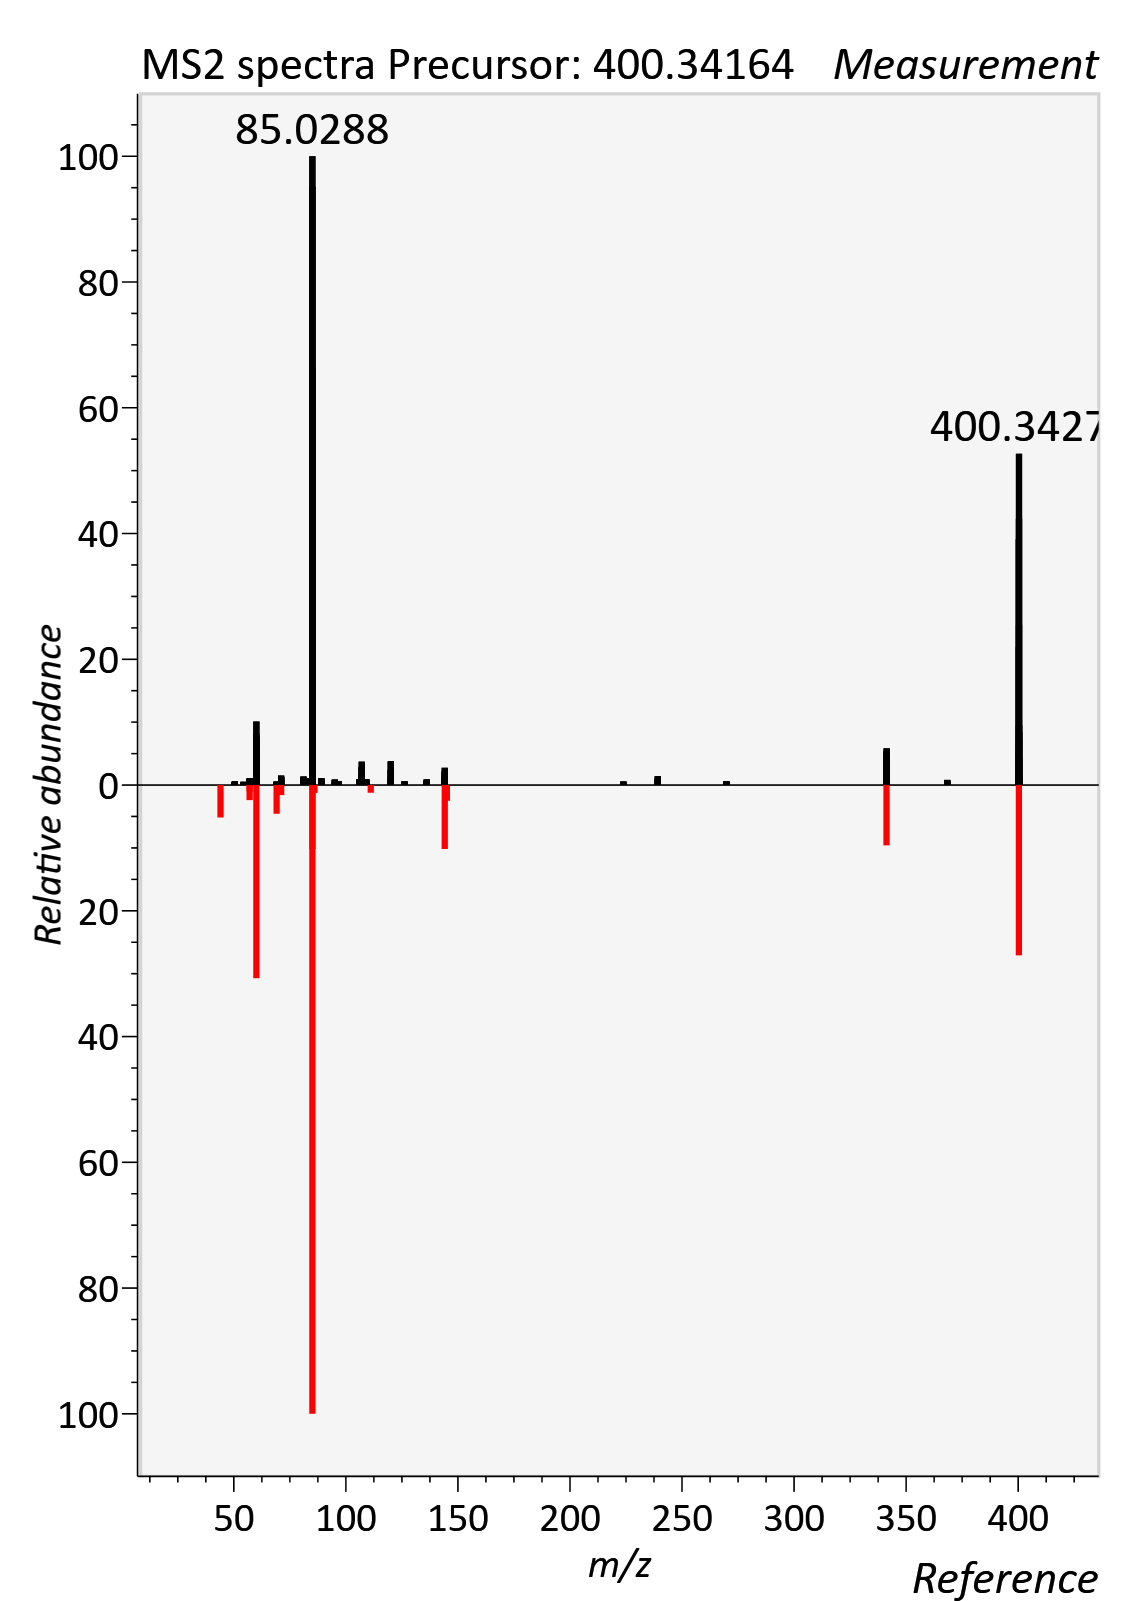 MS2 spectra Precursor: 400.34164 Measurement
85.0288
100
80
60
400.3427
40
20
0
20
40
60
80
100
Relative abundance
50 100 150 200 250 300 350 400
m/z
Reference